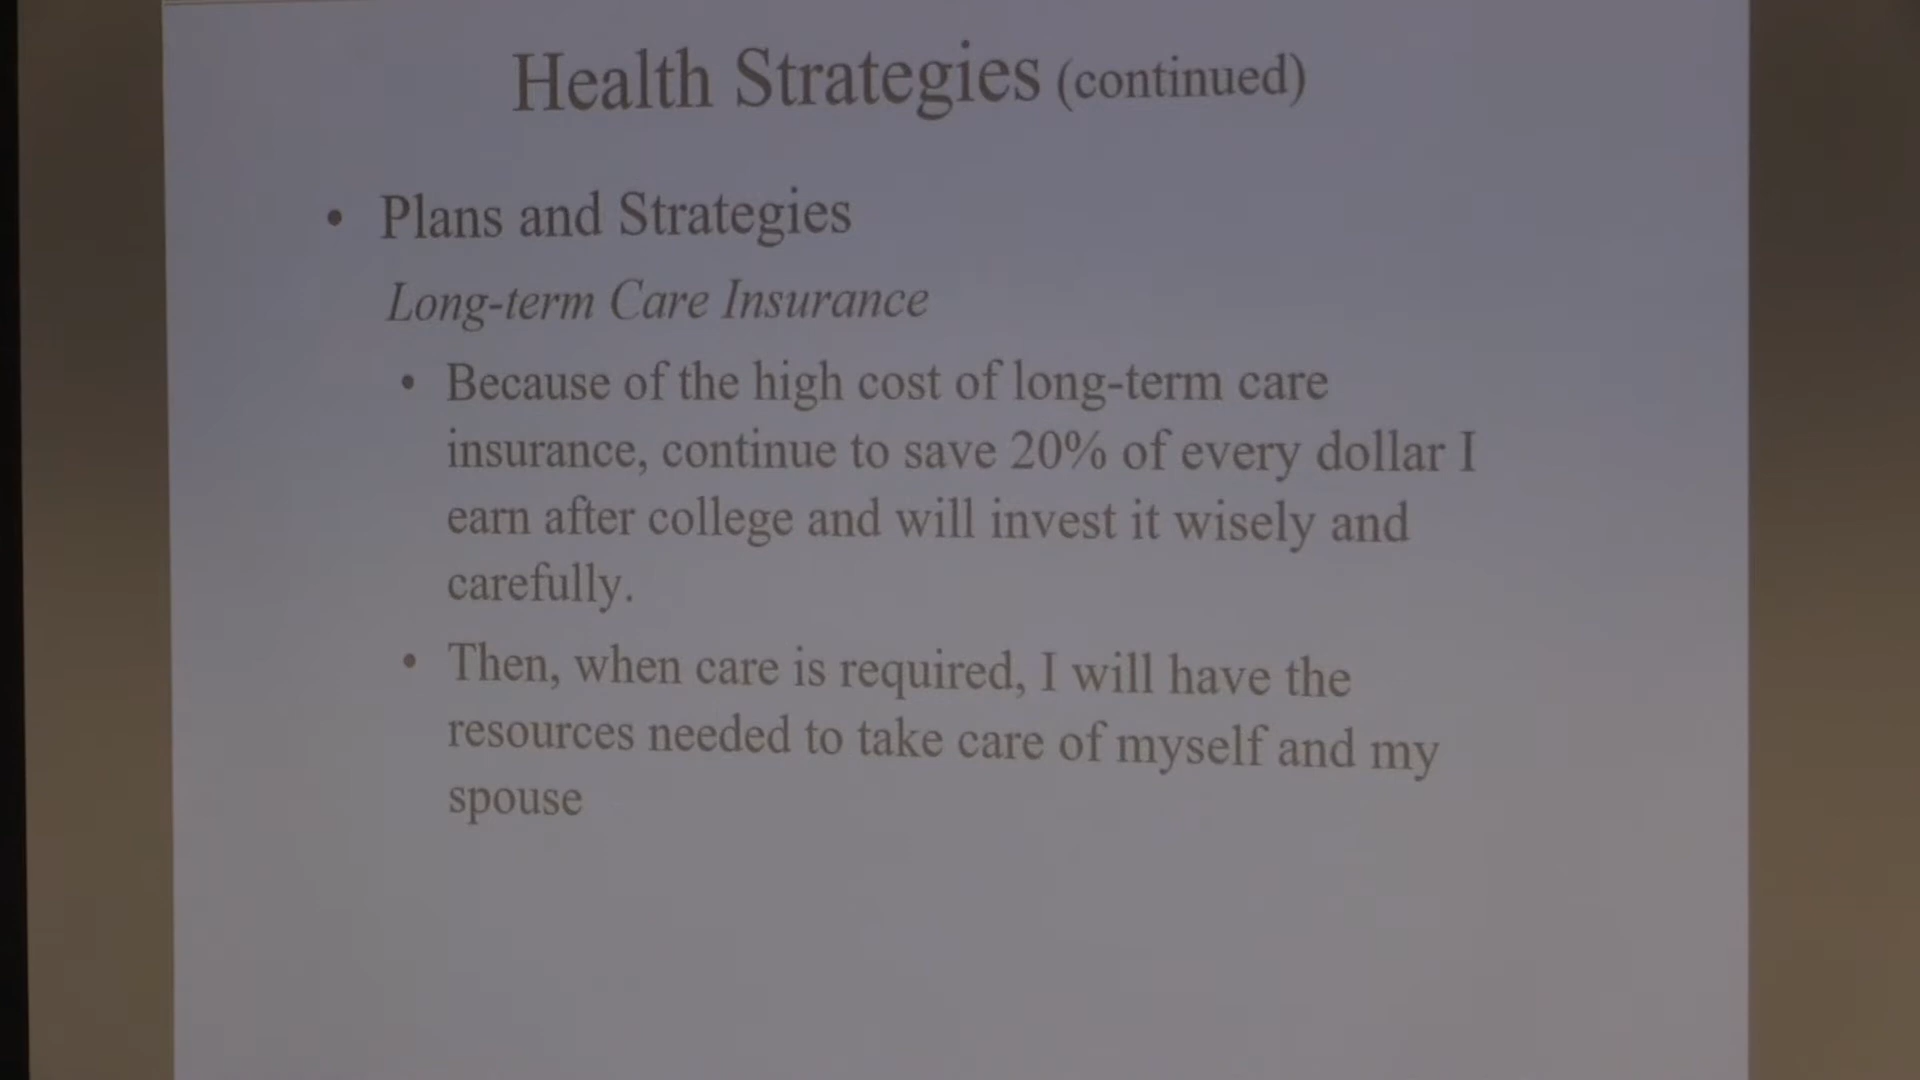 Health Strategies (continued)
• Plans and Strategies
Long-term Care Insurance
• Because of the high cost of long-term care
insurance, continue to save 20% of every dollar I
earn after college and will invest it wisely and
carefully.
• Then, when care is required, I will have the
resources needed to take care of myself and my
spouse